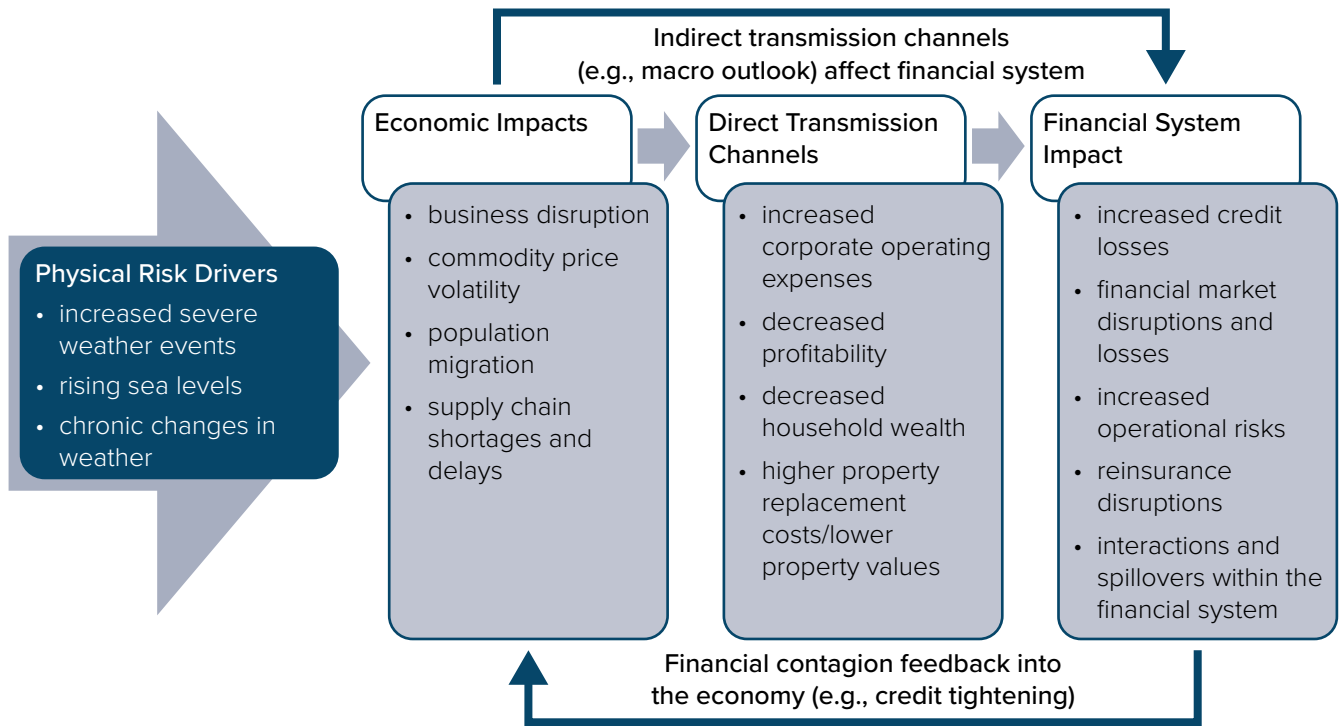 Indirect transmission channels
(e.g., macro outlook) affect financial system
Physical Risk Drivers
• increased severe
weather events
• rising sea levels
• chronic changes in
weather
Economic Impacts
• business disruption
• commodity price
volatility
• population
migration
• supply chain
shortages and
delays
Direct Transmission
Channels
• increased
corporate operating
expenses
• decreased
profitability
• decreased
household wealth
• higher property
replacement
costs/lower
property values
Financial System
Impact
• increased credit
losses
• financial market
disruptions and
losses
• increased
operational risks
• reinsurance
disruptions
• interactions and
spillovers within the
financial system
Financial contagion feedback into
the economy (e.g., credit tightening)